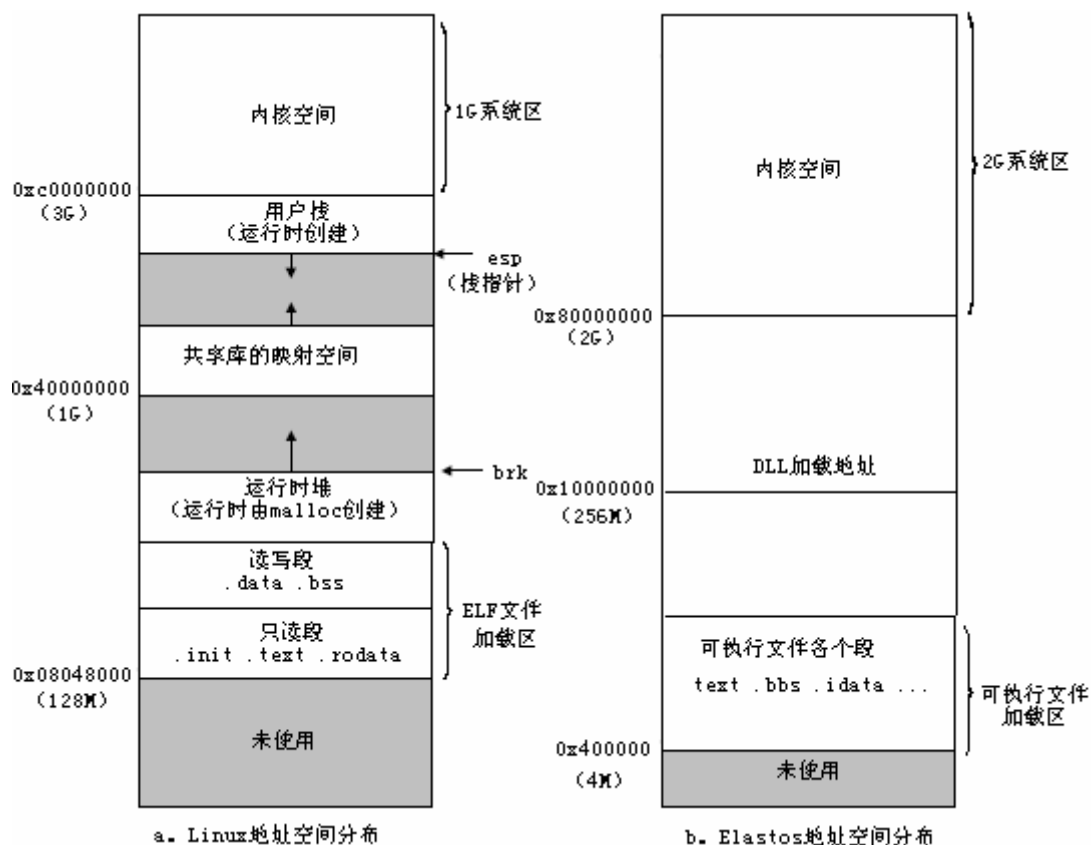 内核空间
1G系统区
0xc0000000
（3G）
用户栈
（运行时创建）
esp
（栈指针）
共享库的映射空间
0x40000000
（1G）
brk
运行时堆
（运行时由malloc创建）
读写段
.data .bss
ELF文件
加载区
只读段
.init .text .rodata
0x08048000
（128M）
未使用
a. Linux地址空间分布
内核空间
2G系统区
0x80000000
（2G）
DLL加载地址
0x10000000
（256M）
可执行文件各个段
text .bbs .idata ...
可执行文件
加载区
0x400000
（4M）
未使用
b. Elastos地址空间分布